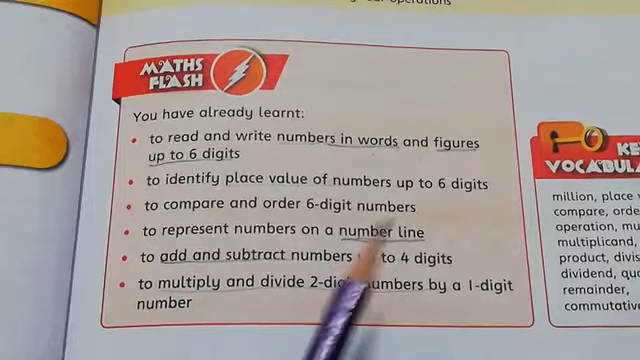 operations
MATHS
FLASH
You have already learnt:
• to read and write numbers in words and figures
up to 6 digits
• to identify place value of numbers up to 6 digits
• to compare and order 6-digit numbers
• to represent numbers on a number line
• to add and subtract numbers to 4 digits
• to multiply and divide 2-digit numbers by a 1-digit
number
VOCABULA
million, place v
compare, orde
operation, mu
multiplicand,
product, divis
dividend, quo
remainder,
commutativ